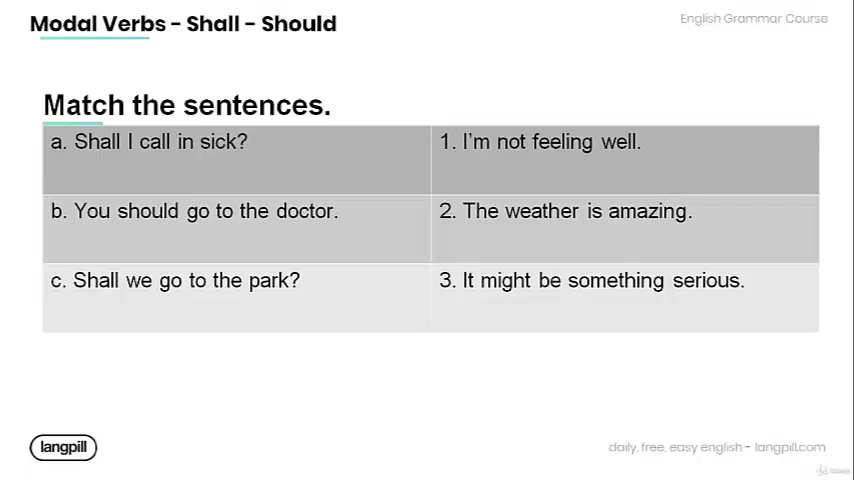 Modal Verbs - Shall - Should
English Grammar Course
Match the sentences.
a. Shall I call in sick?
1. I'm not feeling well.
b. You should go to the doctor.
2. The weather is amazing.
c. Shall we go to the park?
3. It might be something serious.
langpill
daily, free, easy english - langpill.com